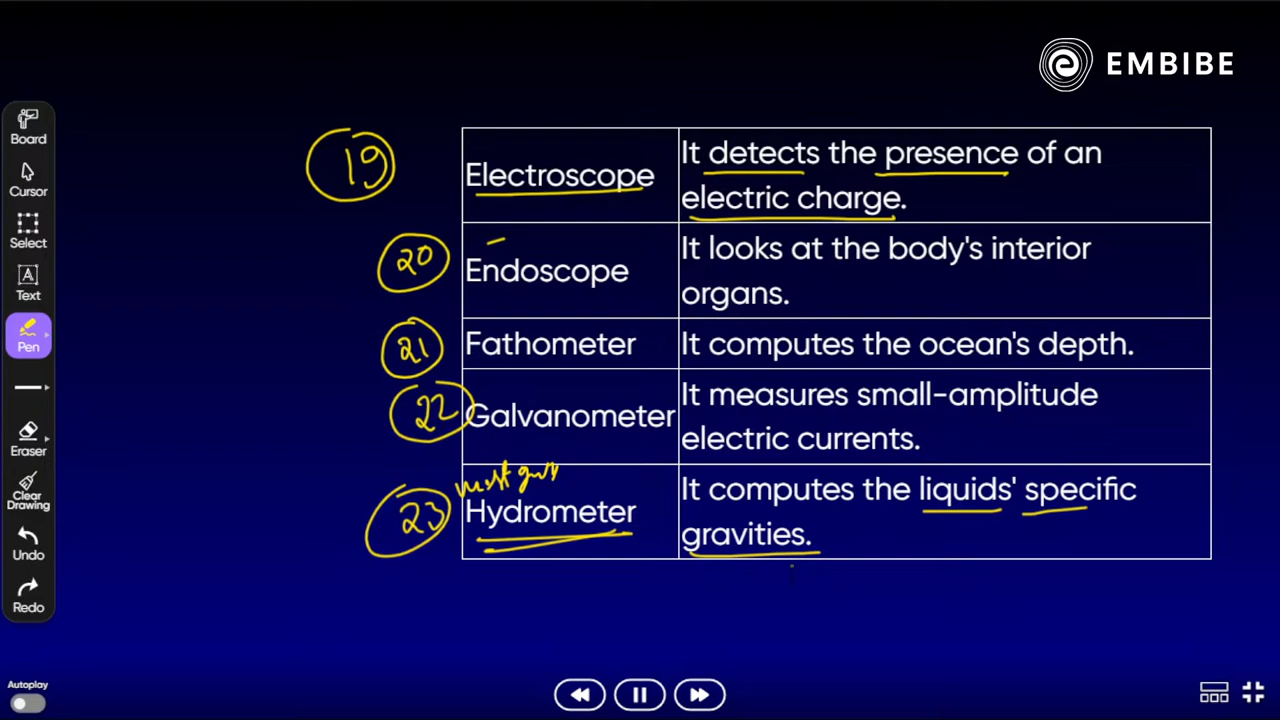 EMBIBE
Board
Cursor
Select
Text
Pen
Eraser
Clear
Drawing
Undo
Redo
19
Electroscope
It detects the presence of an
electric charge.
20
Endoscope
It looks at the body's interior
organs.
21
Fathometer
It computes the ocean's depth.
22
Galvanometer
It measures small-amplitude
electric currents.
23
most
Hydrometer
It computes the liquids' specific
gravities.
Autoplay